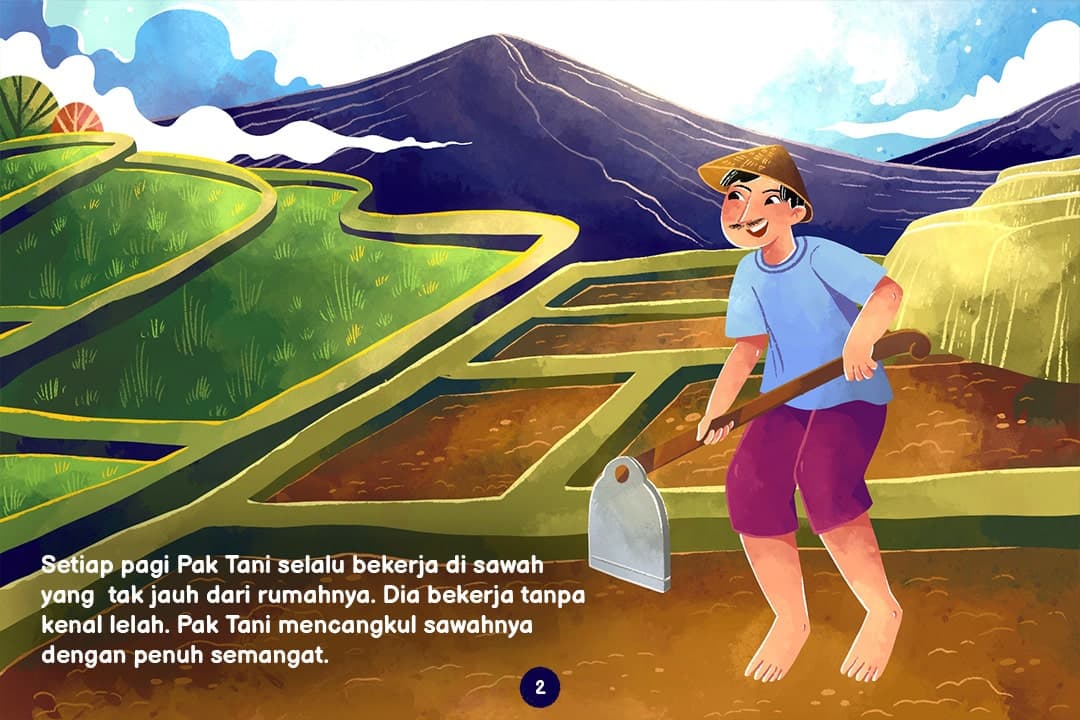 Setiap pagi Pak Tani selalu bekerja di sawah
yang  tak jauh dari rumahnya. Dia bekerja tanpa
kenal lelah. Pak Tani mencangkul sawahnya
dengan penuh semangat.
2